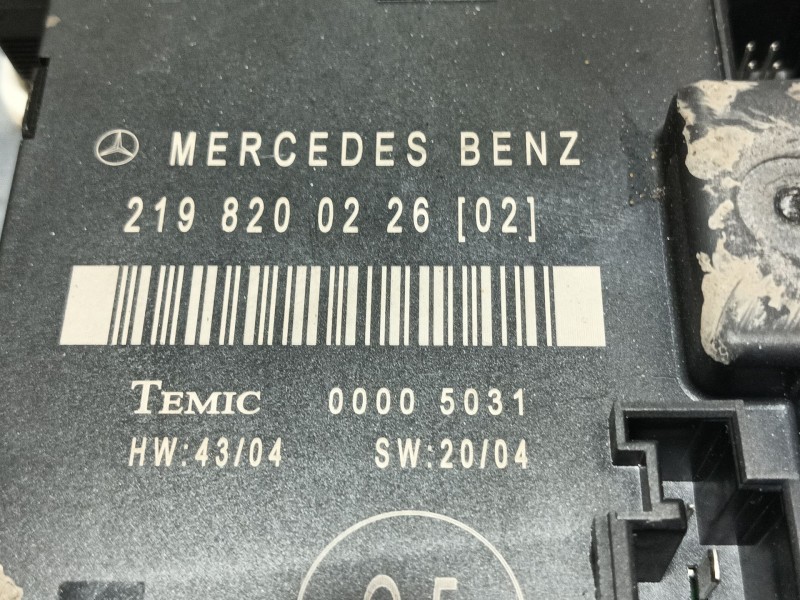 MERCEDES BENZ
219 820 02 26 [02]
TEMIC 0000 5031
HW:43/04 SW:20/04